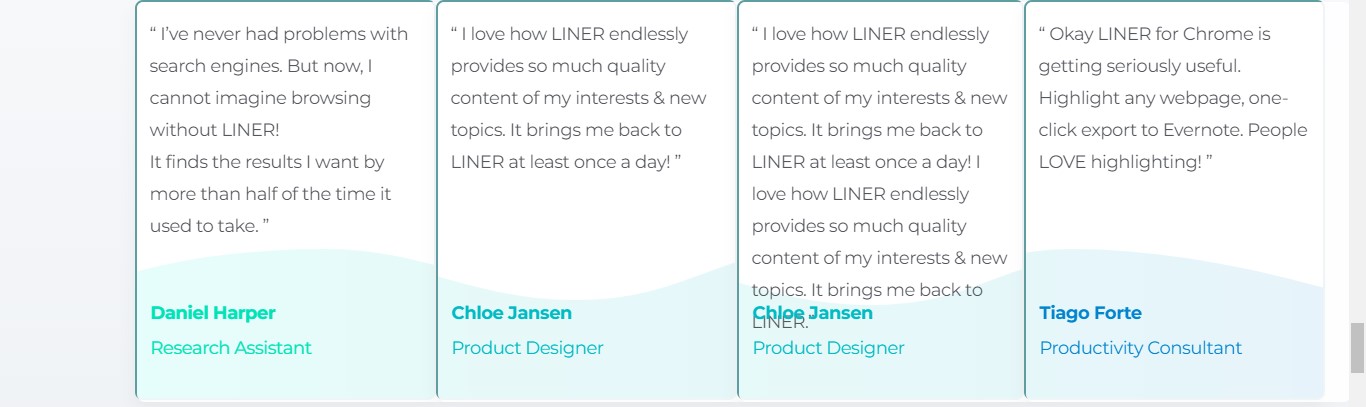 “ I’ve never had problems with
search engines. But now, I
cannot imagine browsing
without LINER!
It finds the results I want by
more than half of the time it
used to take. ”
Daniel Harper
Research Assistant
“ I love how LINER endlessly
provides so much quality
content of my interests & new
topics. It brings me back to
LINER at least once a day! ”
Chloe Jansen
Product Designer
“ I love how LINER endlessly
provides so much quality
content of my interests & new
topics. It brings me back to
LINER at least once a day! I
love how LINER endlessly
provides so much quality
content of my interests & new
topics. It brings me back to
LINER.”
Chloe Jansen
Product Designer
“ Okay LINER for Chrome is
getting seriously useful.
Highlight any webpage, one-
click export to Evernote. People
LOVE highlighting! ”
Tiago Forte
Productivity Consultant